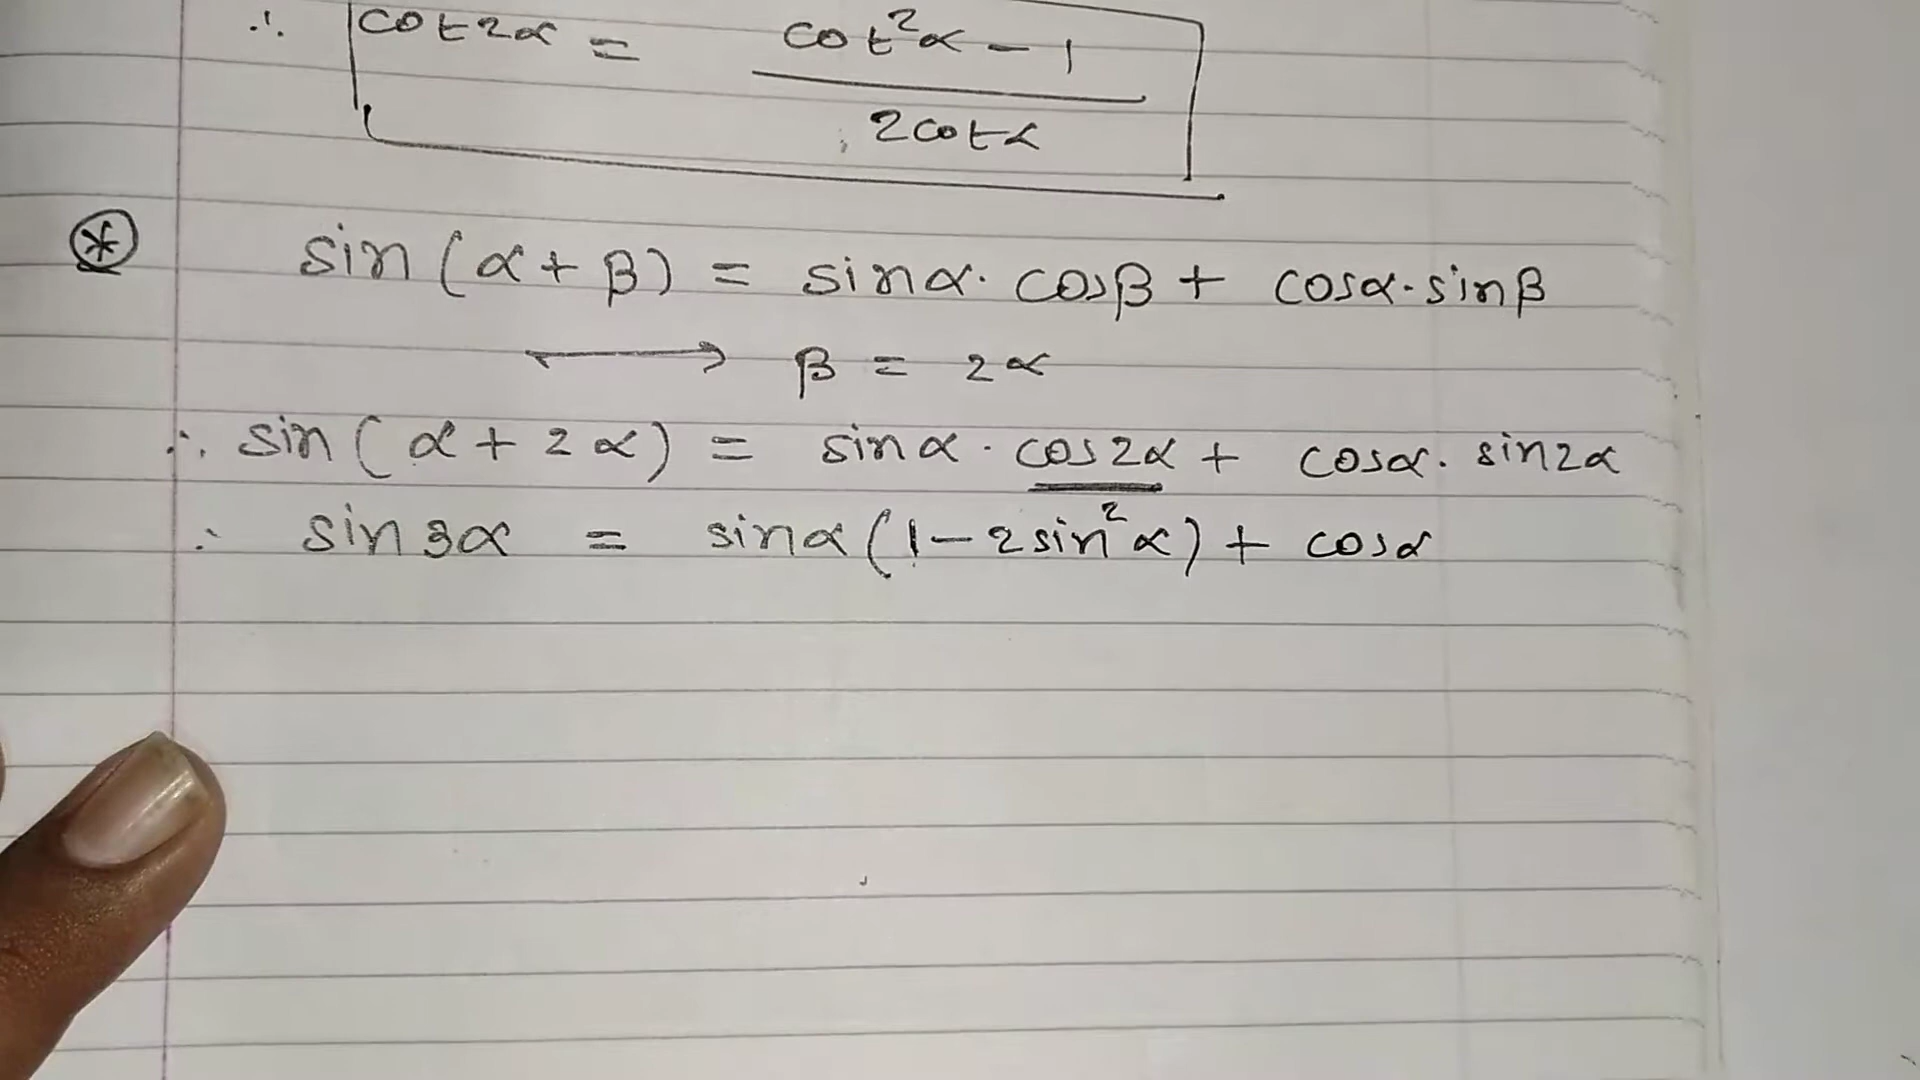 ∴ cot2α = cot²α - 1 / 2cotα
* sin(α + β) = sinα · cosβ + cosα · sinβ
→ β = 2α
∴ sin(α + 2α) = sinα · cos2α + cosα · sin2α
∴ sin3α = sinα(1 - 2sin²α) + cosα